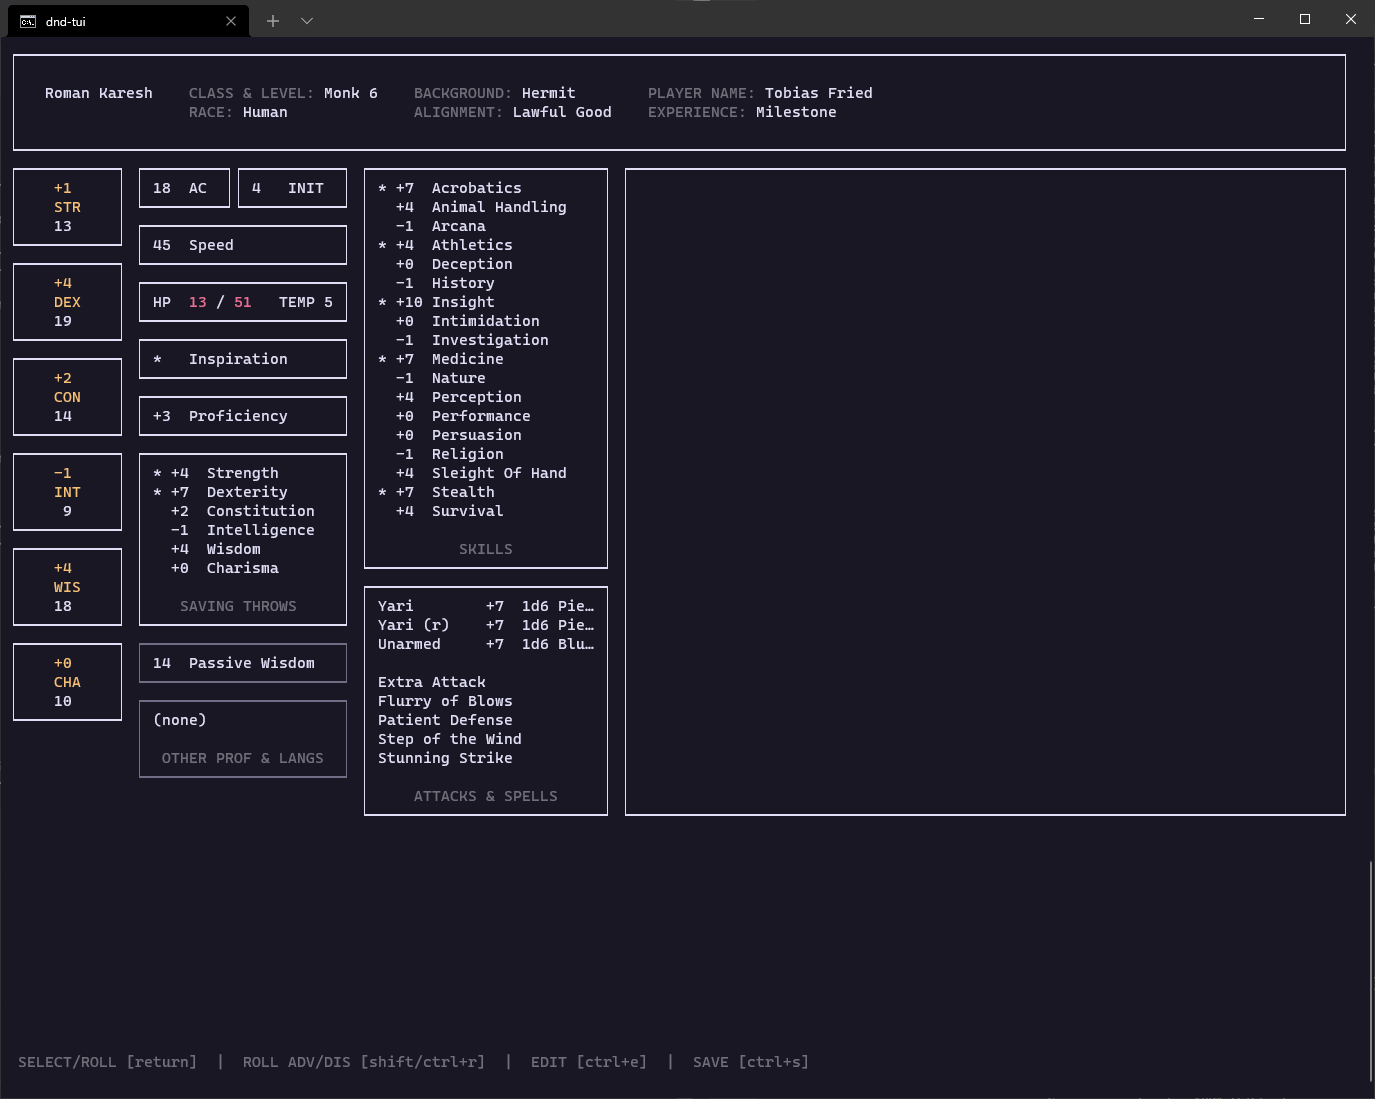 dnd-tui
Roman Karesh CLASS & LEVEL: Monk 6 BACKGROUND: Hermit PLAYER NAME: Tobias Fried
RACE: Human ALIGNMENT: Lawful Good EXPERIENCE: Milestone
+1
STR
13
+4
DEX
19
+2
CON
14
-1
INT
9
+4
WIS
18
+0
CHA
10
18 AC 4 INIT
45 Speed
HP 13 / 51 TEMP 5
* Inspiration
+3 Proficiency
* +4 Strength
* +7 Dexterity
+2 Constitution
-1 Intelligence
+4 Wisdom
+0 Charisma
SAVING THROWS
14 Passive Wisdom
(none)
OTHER PROF & LANGS
* +7 Acrobatics
+4 Animal Handling
-1 Arcana
* +4 Athletics
+0 Deception
-1 History
* +10 Insight
+0 Intimidation
-1 Investigation
* +7 Medicine
-1 Nature
+4 Perception
+0 Performance
+0 Persuasion
-1 Religion
+4 Sleight Of Hand
* +7 Stealth
+4 Survival
SKILLS
Yari +7 1d6 Pie…
Yari (r) +7 1d6 Pie…
Unarmed +7 1d6 Blu…
Extra Attack
Flurry of Blows
Patient Defense
Step of the Wind
Stunning Strike
ATTACKS & SPELLS
SELECT/ROLL [return] | ROLL ADV/DIS [shift/ctrl+r] | EDIT [ctrl+e] | SAVE [ctrl+s]